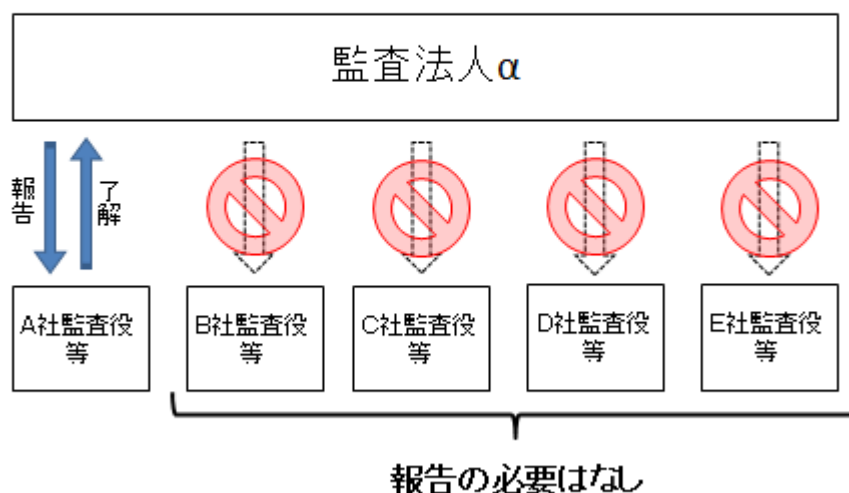 監査法人α
報告
了解
A社監査役
等
B社監査役
等
C社監査役
等
D社監査役
等
E社監査役
等
報告の必要はなし